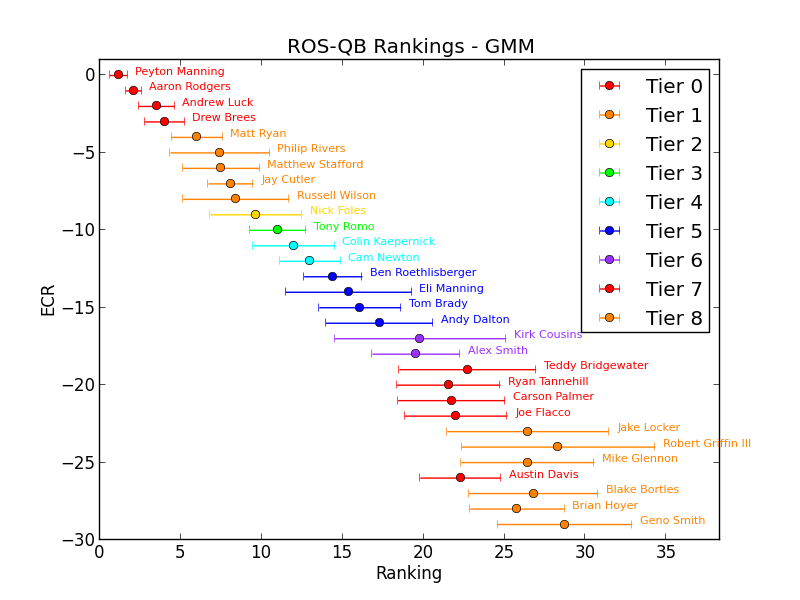 ROS-QB Rankings - GMM
Peyton Manning
Aaron Rodgers
Andrew Luck
Drew Brees
Matt Ryan
Philip Rivers
Matthew Stafford
Jay Cutler
Russell Wilson
Nick Foles
Tony Romo
Colin Kaepernick
Cam Newton
Ben Roethlisberger
Eli Manning
Tom Brady
Andy Dalton
Kirk Cousins
Alex Smith
Teddy Bridgewater
Ryan Tannehill
Carson Palmer
Joe Flacco
Jake Locker
Robert Griffin III
Mike Glennon
Austin Davis
Blake Bortles
Brian Hoyer
Geno Smith
Tier 0
Tier 1
Tier 2
Tier 3
Tier 4
Tier 5
Tier 6
Tier 7
Tier 8
0
−5
−10
−15
−20
−25
−30
ECR
0 5 10 15 20 25 30 35
Ranking